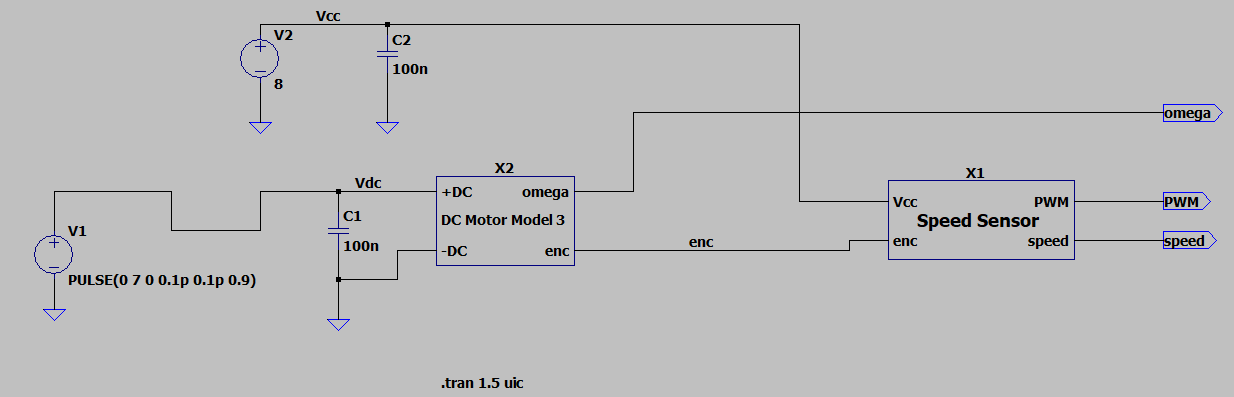 Vcc
V2
C2
8
100n
omega
X2
X1
Vdc
+DC
omega
Vcc
PWM
PWM
C1
DC Motor Model 3
Speed Sensor
V1
100n
-DC
enc
enc
enc
speed
speed
PULSE(0 7 0 0.1p 0.1p 0.9)
.tran 1.5 uic